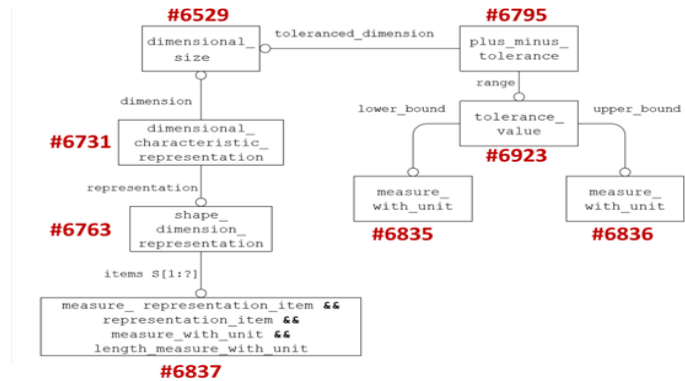 #6529
#6795
dimensional_
size
toleranced_dimension
plus_minus_
tolerance
range
dimension
lower_bound
upper_bound
tolerance_
value
#6731
dimensional_
characteristic_
representation
#6923
representation
measure_
with_unit
measure_
with_unit
#6763
shape_
dimension_
representation
#6835
#6836
items S[1:?]
measure_ representation_item &&
representation_item &&
measure_with_unit &&
length_measure_with_unit
#6837